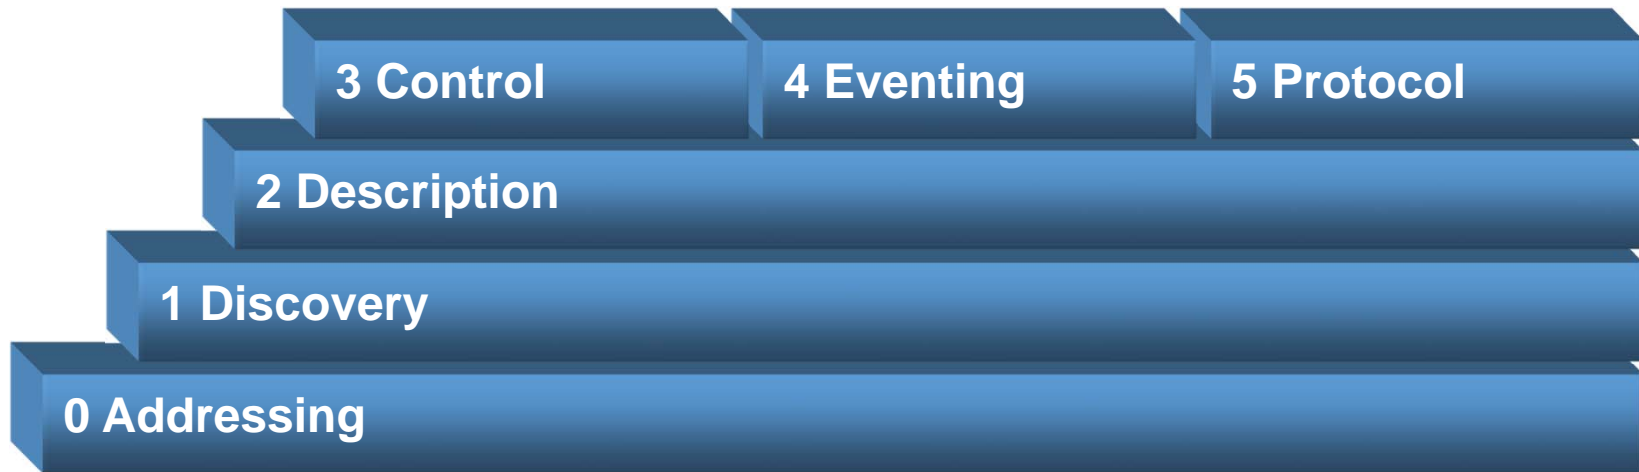 3 Control
4 Eventing
5 Protocol
2 Description
1 Discovery
0 Addressing